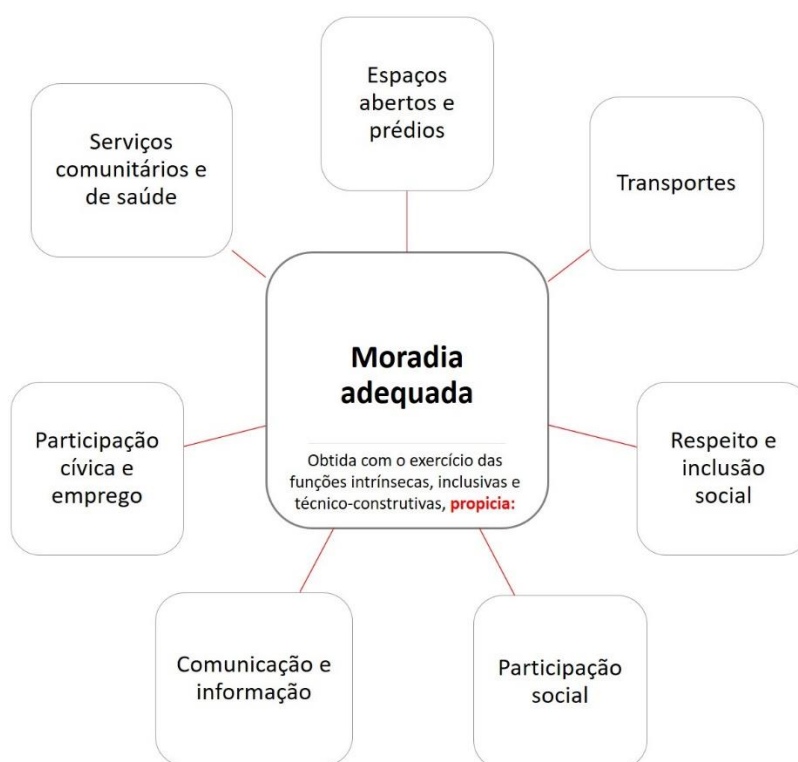 Espaços
abertos e
prédios
Serviços
comunitários e
de saúde
Transportes
Moradia
adequada
Obtida com o exercício das
funções intrínsecas, inclusivas e
técnico-construtivas, propicia:
Participação
cívica e
emprego
Respeito e
inclusão
social
Comunicação e
informação
Participação
social